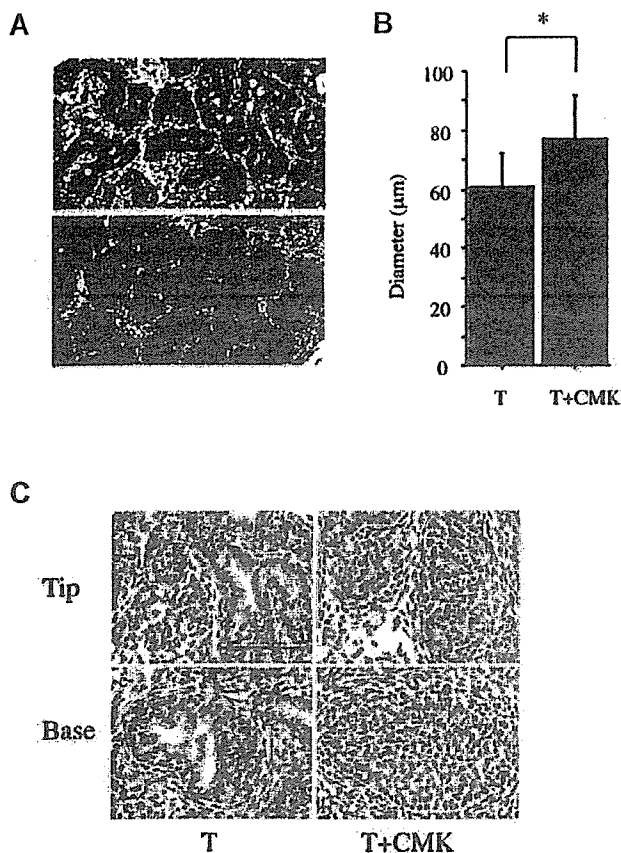 A
B
*
100
80
60
40
20
0
Diameter (μm)
T T+CMK
C
Tip
Base
T T+CMK